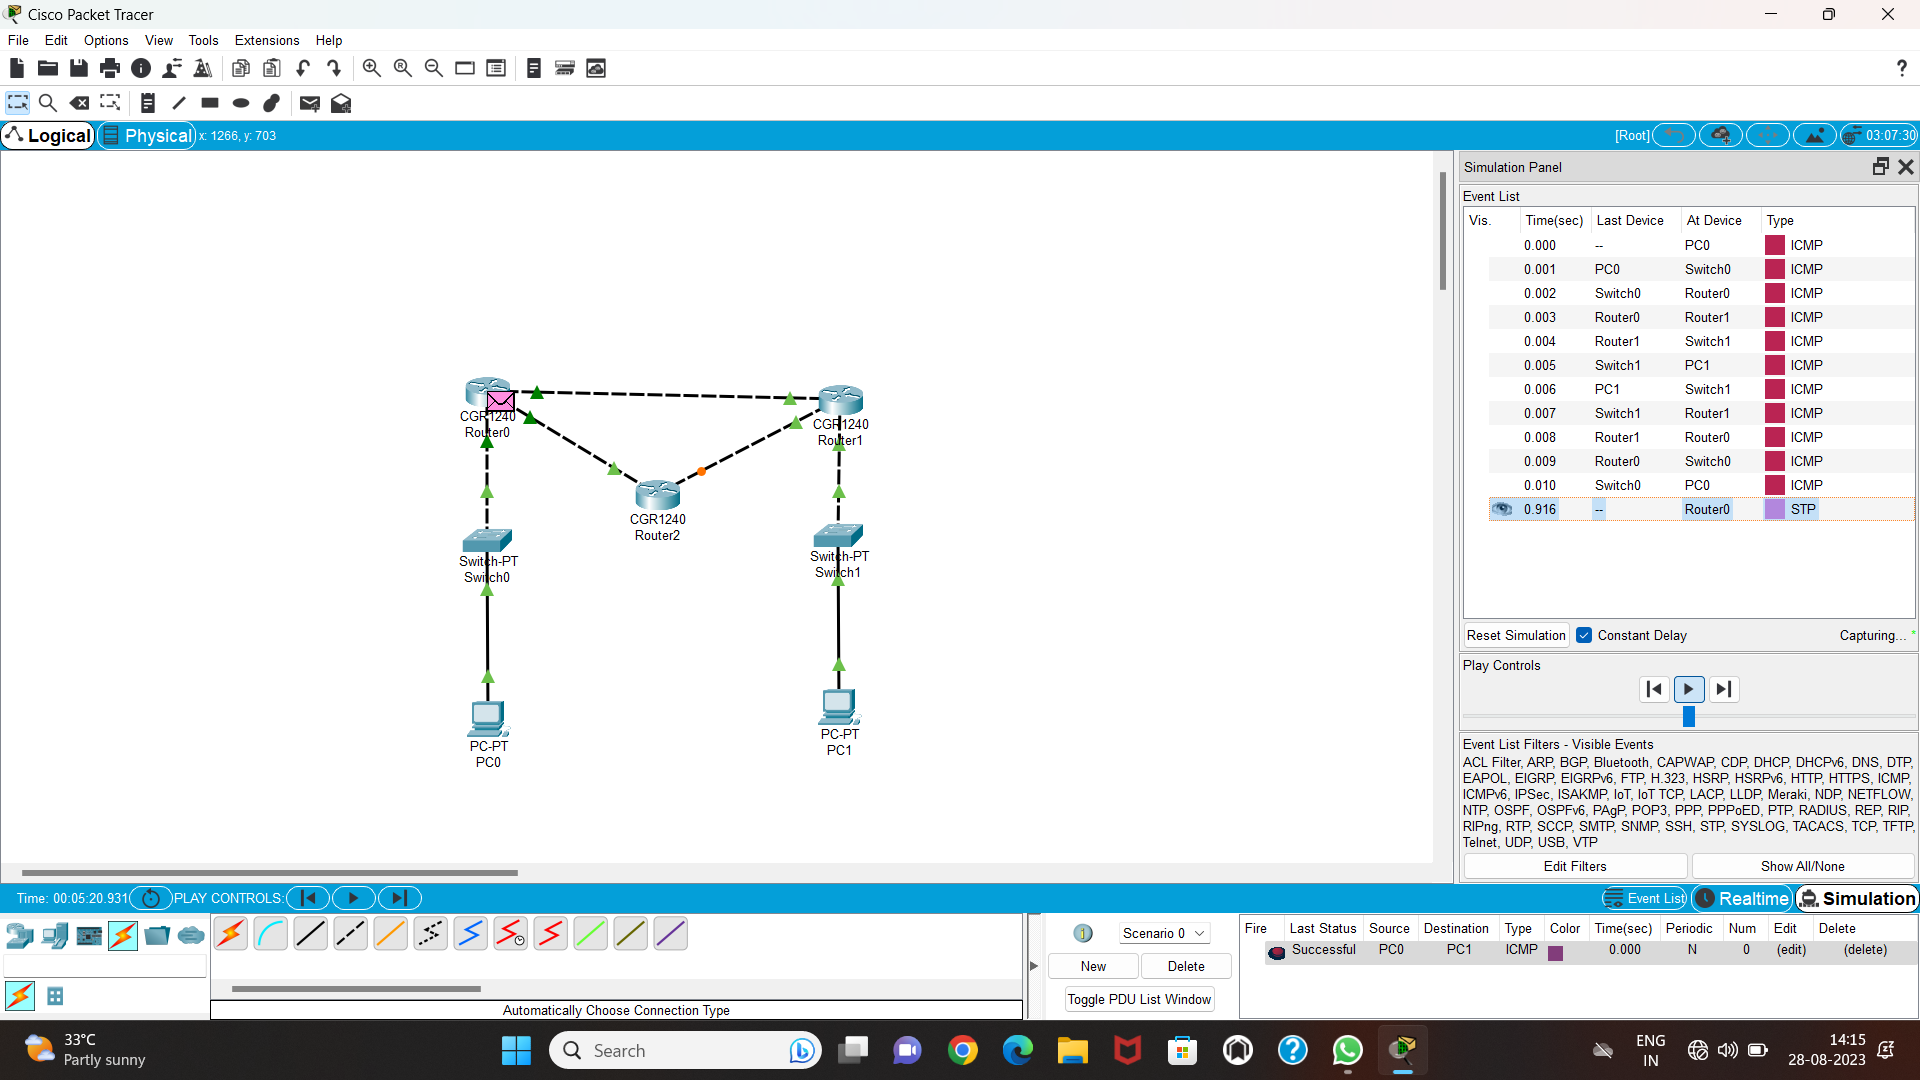 Cisco Packet Tracer
File Edit Options View Tools Extensions Help
?
Logical Physical x: 1266, y: 703 [Root] 03:07:30
Simulation Panel
Event List
Vis. Time(sec) Last Device At Device Type
0.000 -- PC0 ICMP
0.001 PC0 Switch0 ICMP
0.002 Switch0 Router0 ICMP
0.003 Router0 Router1 ICMP
0.004 Router1 Switch1 ICMP
0.005 Switch1 PC1 ICMP
0.006 PC1 Switch1 ICMP
0.007 Switch1 Router1 ICMP
0.008 Router1 Router0 ICMP
0.009 Router0 Switch0 ICMP
0.010 Switch0 PC0 ICMP
0.916 -- Router0 STP
Reset Simulation Constant Delay Capturing...
Play Controls
Event List Filters - Visible Events
ACL Filter, ARP, BGP, Bluetooth, CAPWAP, CDP, DHCP, DHCPv6, DNS, DTP,
EAPOL, EIGRP, EIGRPv6, FTP, H.323, HSRP, HSRPv6, HTTP, HTTPS, ICMP,
ICMPv6, IPSec, ISAKMP, IoT, IoT TCP, LACP, LLDP, Meraki, NDP, NETFLOW,
NTP, OSPF, OSPFv6, PAgP, POP3, PPP, PPPoED, PTP, RADIUS, REP, RIP,
RIPng, RTP, SCCP, SMTP, SNMP, SSH, STP, SYSLOG, TACACS, TCP, TFTP,
Telnet, UDP, USB, VTP
Edit Filters Show All/None
CGR1240
Router0
CGR1240
Router1
CGR1240
Router2
Switch-PT
Switch0
Switch-PT
Switch1
PC-PT
PC0
PC-PT
PC1
Time: 00:05:20.931 PLAY CONTROLS: Event List Realtime Simulation
Scenario 0
New Delete
Toggle PDU List Window
Fire Last Status Source Destination Type Color Time(sec) Periodic Num Edit Delete
Successful PC0 PC1 ICMP 0.000 N 0 (edit) (delete)
Automatically Choose Connection Type
33°C
Partly sunny
Search
ENG
IN
14:15
28-08-2023